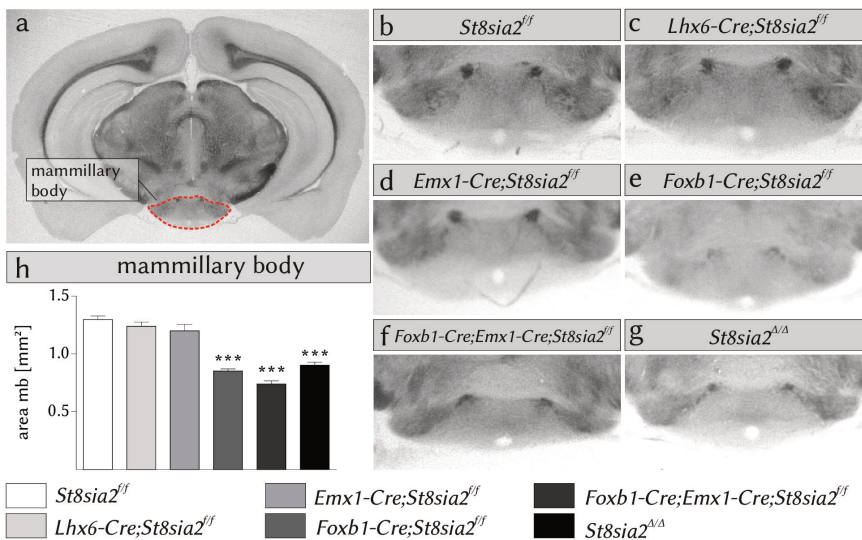 a
mammillary
body
b
St8sia2f/f
c
Lhx6-Cre;St8sia2f/f
d
Emx1-Cre;St8sia2f/f
e
Foxb1-Cre;St8sia2f/f
f
Foxb1-Cre;Emx1-Cre;St8sia2f/f
g
St8sia2Δ/Δ
h
mammillary body
area mb [mm²]
1.5
1.0
0.5
***
***
***
St8sia2f/f
Lhx6-Cre;St8sia2f/f
Emx1-Cre;St8sia2f/f
Foxb1-Cre;St8sia2f/f
Foxb1-Cre;Emx1-Cre;St8sia2f/f
St8sia2Δ/Δ